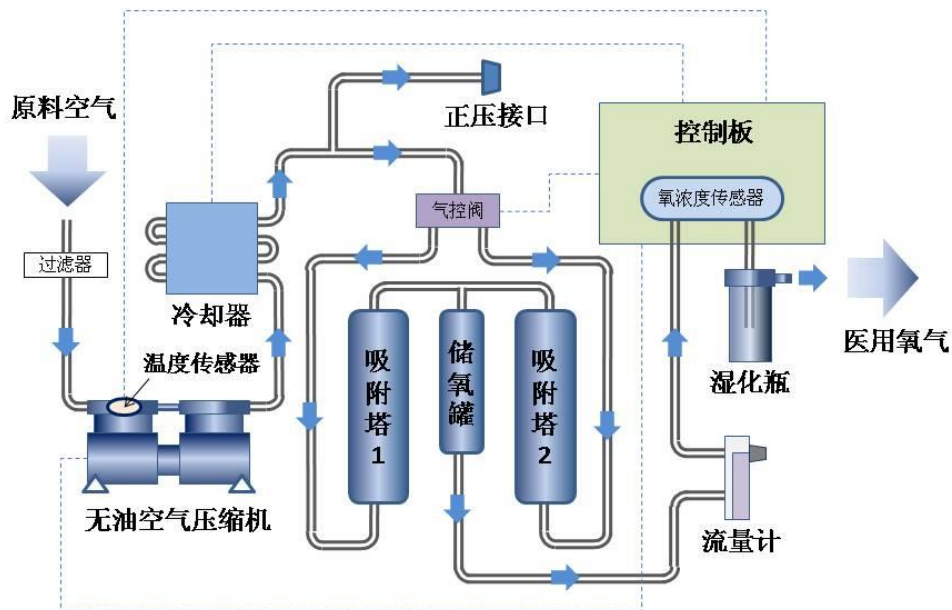 原料空气
正压接口
控制板
氧浓度传感器
气控阀
过滤器
冷却器
医用氧气
温度传感器
湿化瓶
吸附塔1
储氧罐
吸附塔2
无油空气压缩机
流量计